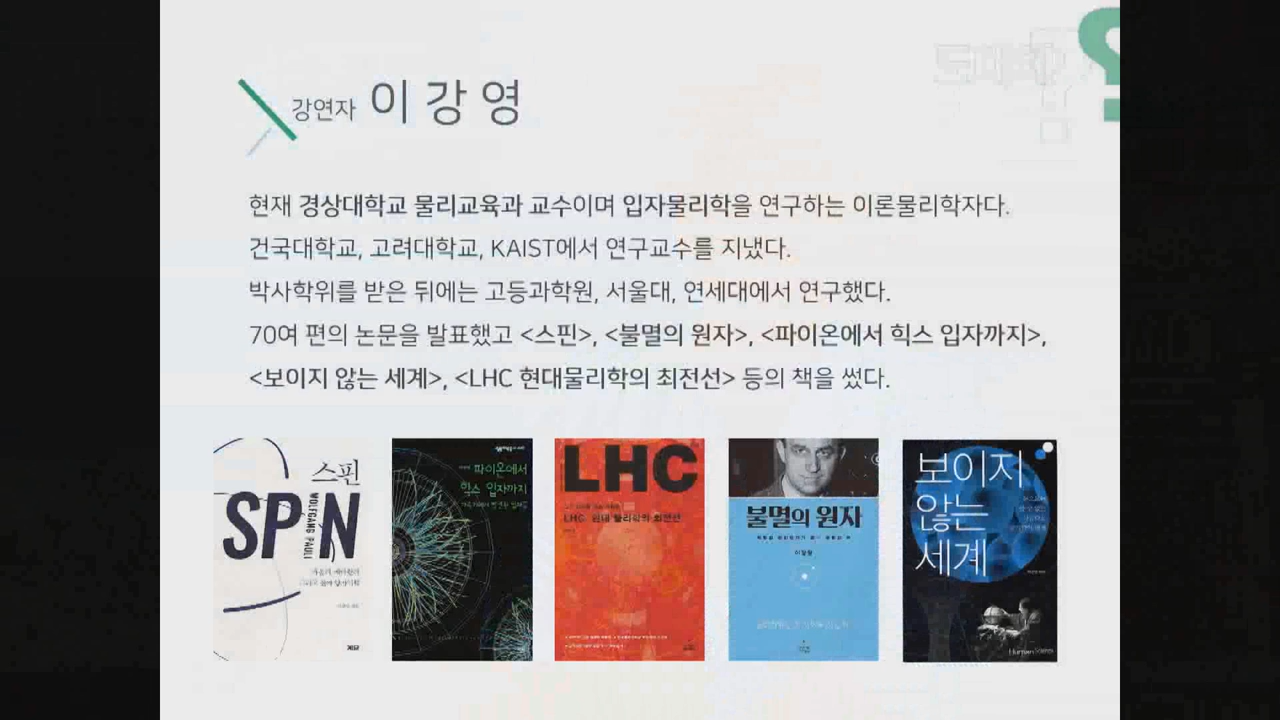 강연자 이강영
현재 경상대학교 물리교육과 교수이며 입자물리학을 연구하는 이론물리학자다.
건국대학교, 고려대학교, KAIST에서 연구교수를 지냈다.
박사학위를 받은 뒤에는 고등과학원, 서울대, 연세대에서 연구했다.
70여 편의 논문을 발표했고 <스핀>, <불멸의 원자>, <파이온에서 힉스 입자까지>,
<보이지 않는 세계>, <LHC 현대물리학의 최전선> 등의 책을 썼다.
스핀
SPIN
WOLFGANG PAULI
파이온에서
힉스 입자까지
LHC
LHC 현대 물리학의 최전선
불멸의 원자
이강영
보이지
않는
세계